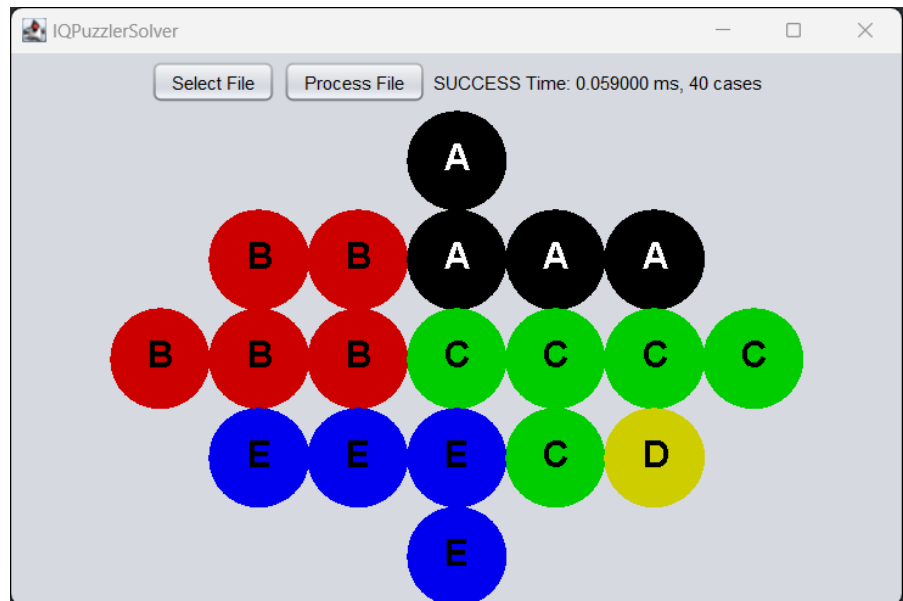 IQPuzzlerSolver
Select File Process File SUCCESS Time: 0.059000 ms, 40 cases
A
B B A A A
B B B C C C C
E E E C D
E